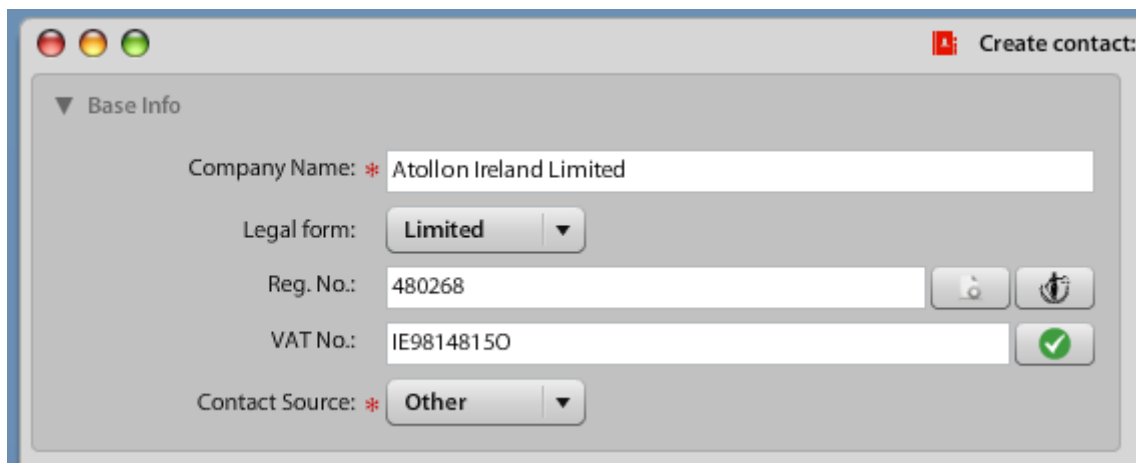 Create contact:
Base Info
Company Name: * Atollon Ireland Limited
Legal form: Limited
Reg. No.: 480268
VAT No.: IE9814815O
Contact Source: * Other